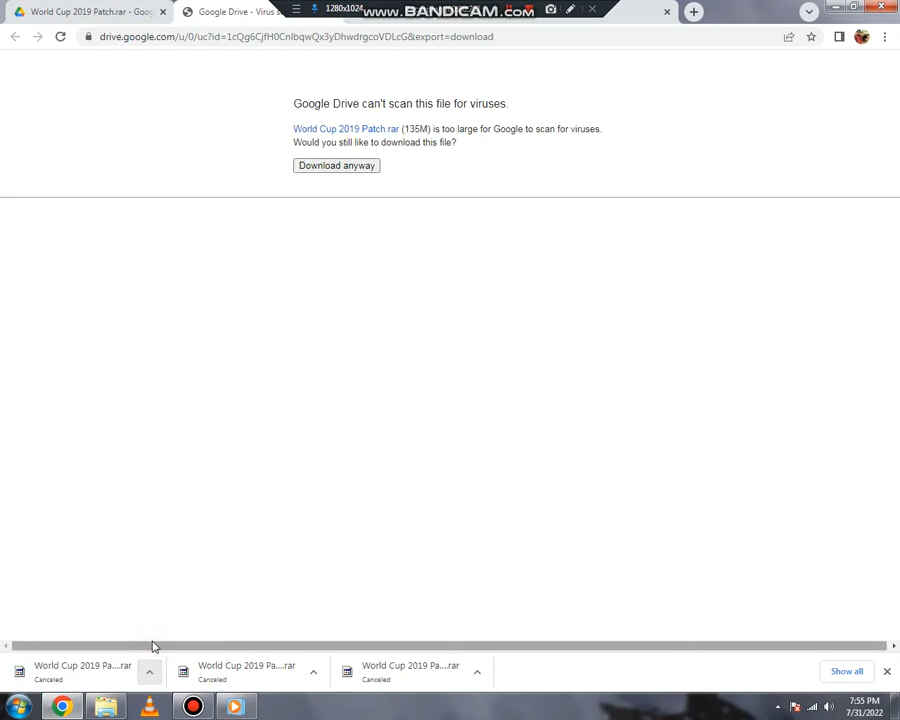 World Cup 2019 Patch.rar - Goo
Google Drive - Virus s
1280x1024
www.BANDICAM.com
drive.google.com/u/0/uc?id=1cQg6CjfH0CnIbqwQx3yDhwdrgcoVDLcG&export=download
Google Drive can't scan this file for viruses.
World Cup 2019 Patch.rar (135M) is too large for Google to scan for viruses.
Would you still like to download this file?
Download anyway
World Cup 2019 Pa....rar
Canceled
World Cup 2019 Pa....rar
Canceled
World Cup 2019 Pa....rar
Canceled
Show all
7:55 PM
7/31/2022